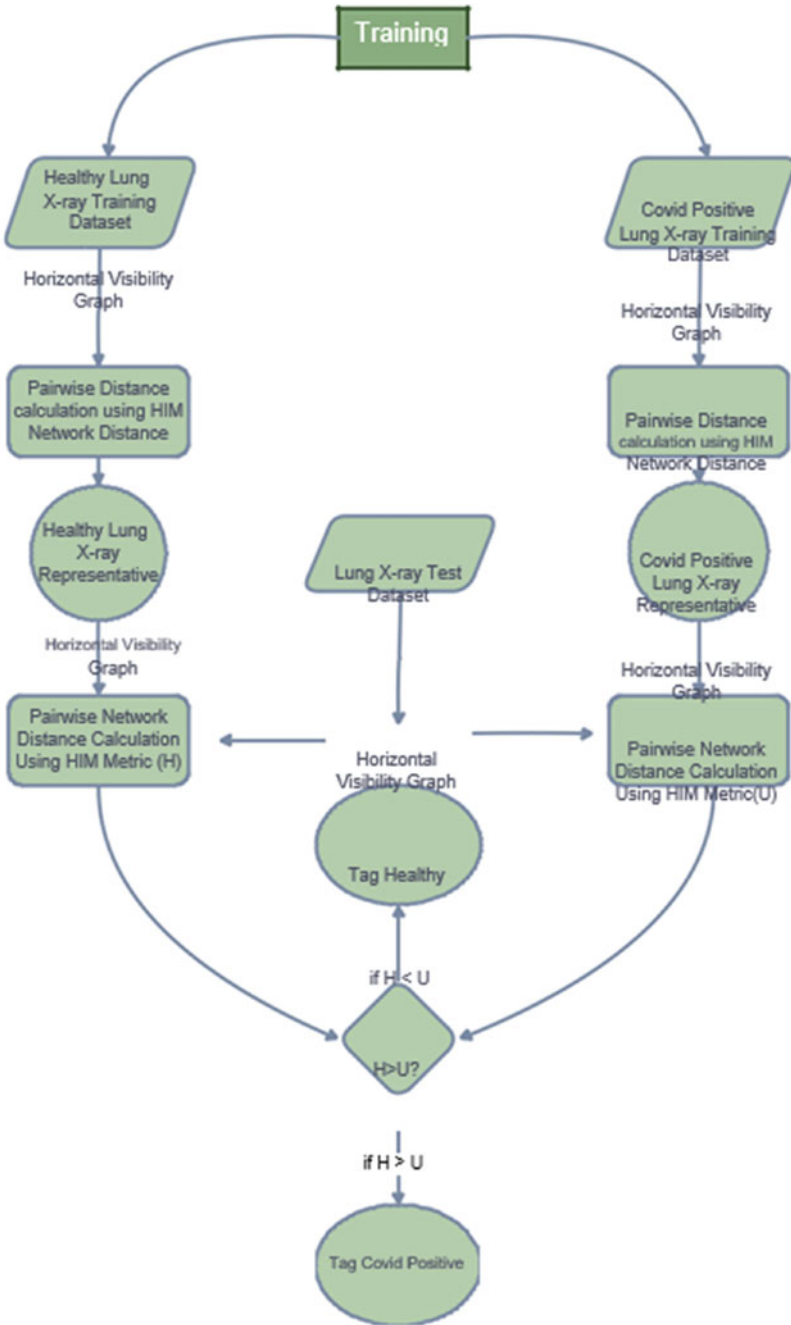 Training
Healthy Lung
X-ray Training
Dataset
Horizontal Visibility
Graph
Pairwise Distance
calculation using HIM
Network Distance
Healthy Lung
X-ray
Representative
Horizontal Visibility
Graph
Pairwise Network
Distance Calculation
Using HIM Metric (H)
Covid Positive
Lung X-ray Training
Dataset
Horizontal Visibility
Graph
Pairwise Distance
calculation using HIM
Network Distance
Covid Positive
Lung X-ray
Representative
Horizontal Visibility
Graph
Pairwise Network
Distance Calculation
Using HIM Metric(U)
Lung X-ray Test
Dataset
Horizontal
Visibility Graph
Tag Healthy
if H < U
H>U?
if H > U
Tag Covid Positive